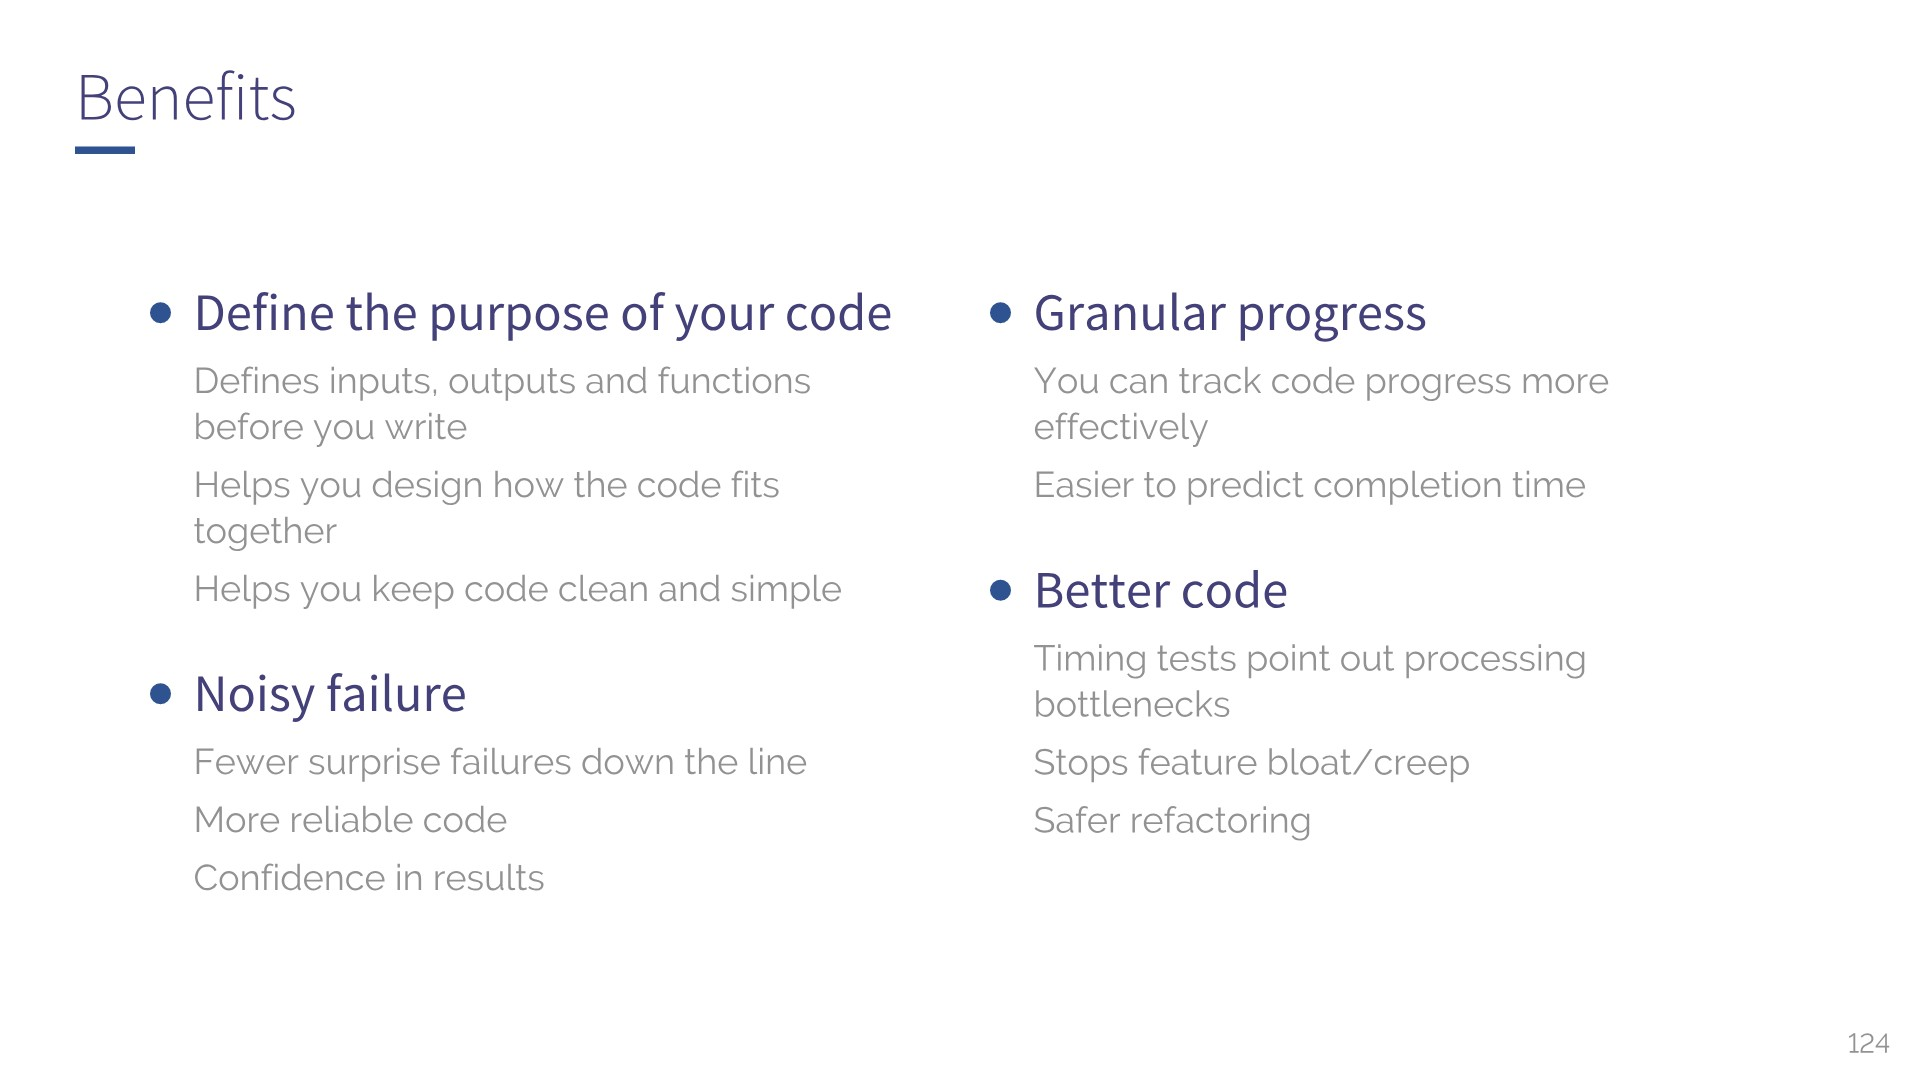 Benefits
Define the purpose of your code
Defines inputs, outputs and functions
before you write
Helps you design how the code fits
together
Helps you keep code clean and simple
Noisy failure
Fewer surprise failures down the line
More reliable code
Confidence in results
Granular progress
You can track code progress more
effectively
Easier to predict completion time
Better code
Timing tests point out processing
bottlenecks
Stops feature bloat/creep
Safer refactoring
124